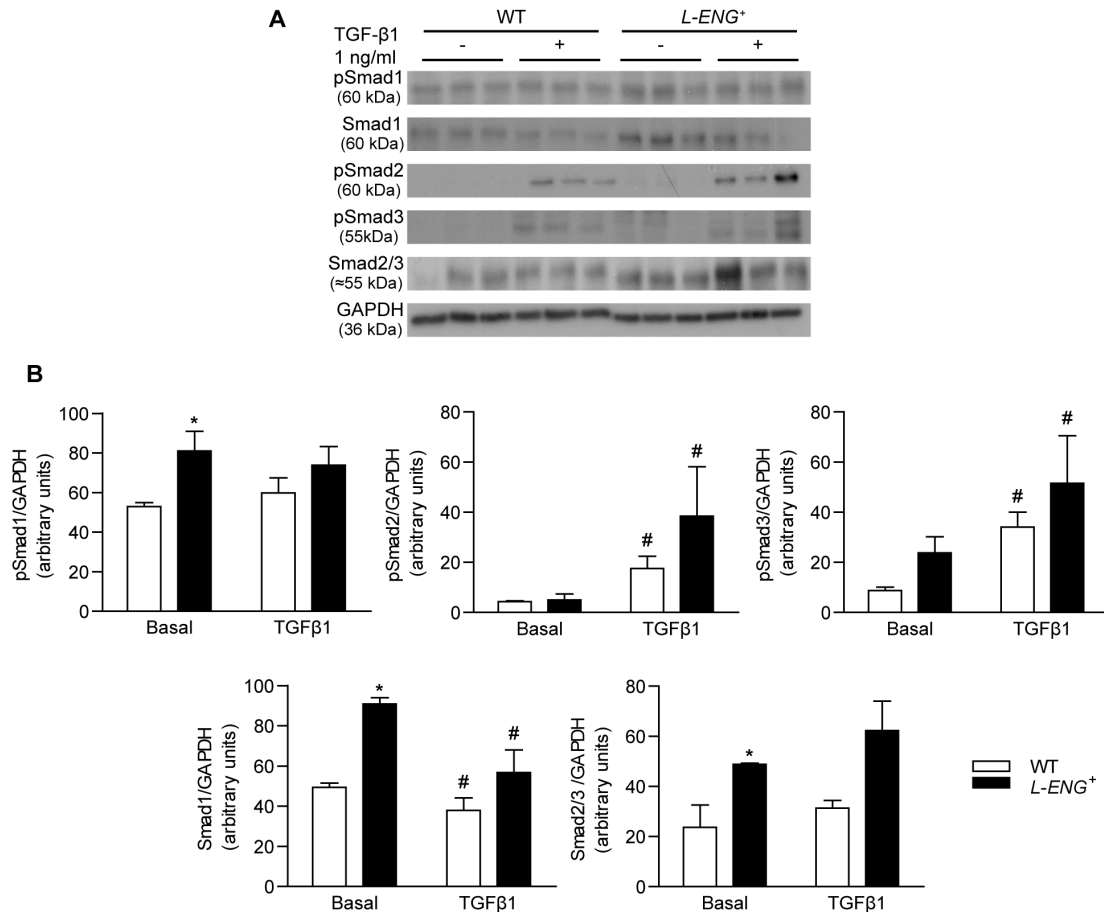 A
WT L-ENG⁺
TGF-β1
1 ng/ml
- + - +
pSmad1
(60 kDa)
Smad1
(60 kDa)
pSmad2
(60 kDa)
pSmad3
(55kDa)
Smad2/3
(≈55 kDa)
GAPDH
(36 kDa)
B
pSmad1/GAPDH
(arbitrary units)
100
80
60
40
20
0
*
Basal TGFβ1
pSmad2/GAPDH
(arbitrary units)
80
60
40
20
0
# #
Basal TGFβ1
pSmad3/GAPDH
(arbitrary units)
80
60
40
20
0
# #
Basal TGFβ1
Smad1/GAPDH
(arbitrary units)
100
80
60
40
20
0
* # #
Basal TGFβ1
Smad2/3 /GAPDH
(arbitrary units)
80
60
40
20
0
*
Basal TGFβ1
WT
L-ENG⁺